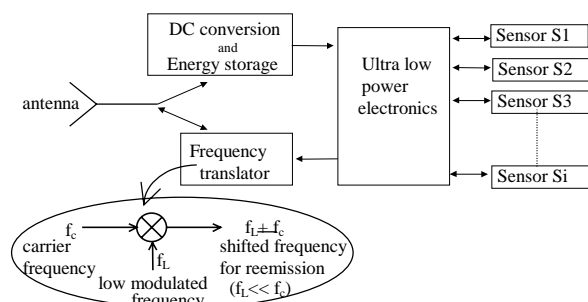 DC conversion
and
Energy storage
antenna
Frequency
translator
Ultra low
power
electronics
Sensor S1
Sensor S2
Sensor S3
Sensor Si
fc
carrier
frequency
fL
low modulated
frequency
fL ± fc
shifted frequency
for reemission
(fL<< fc)